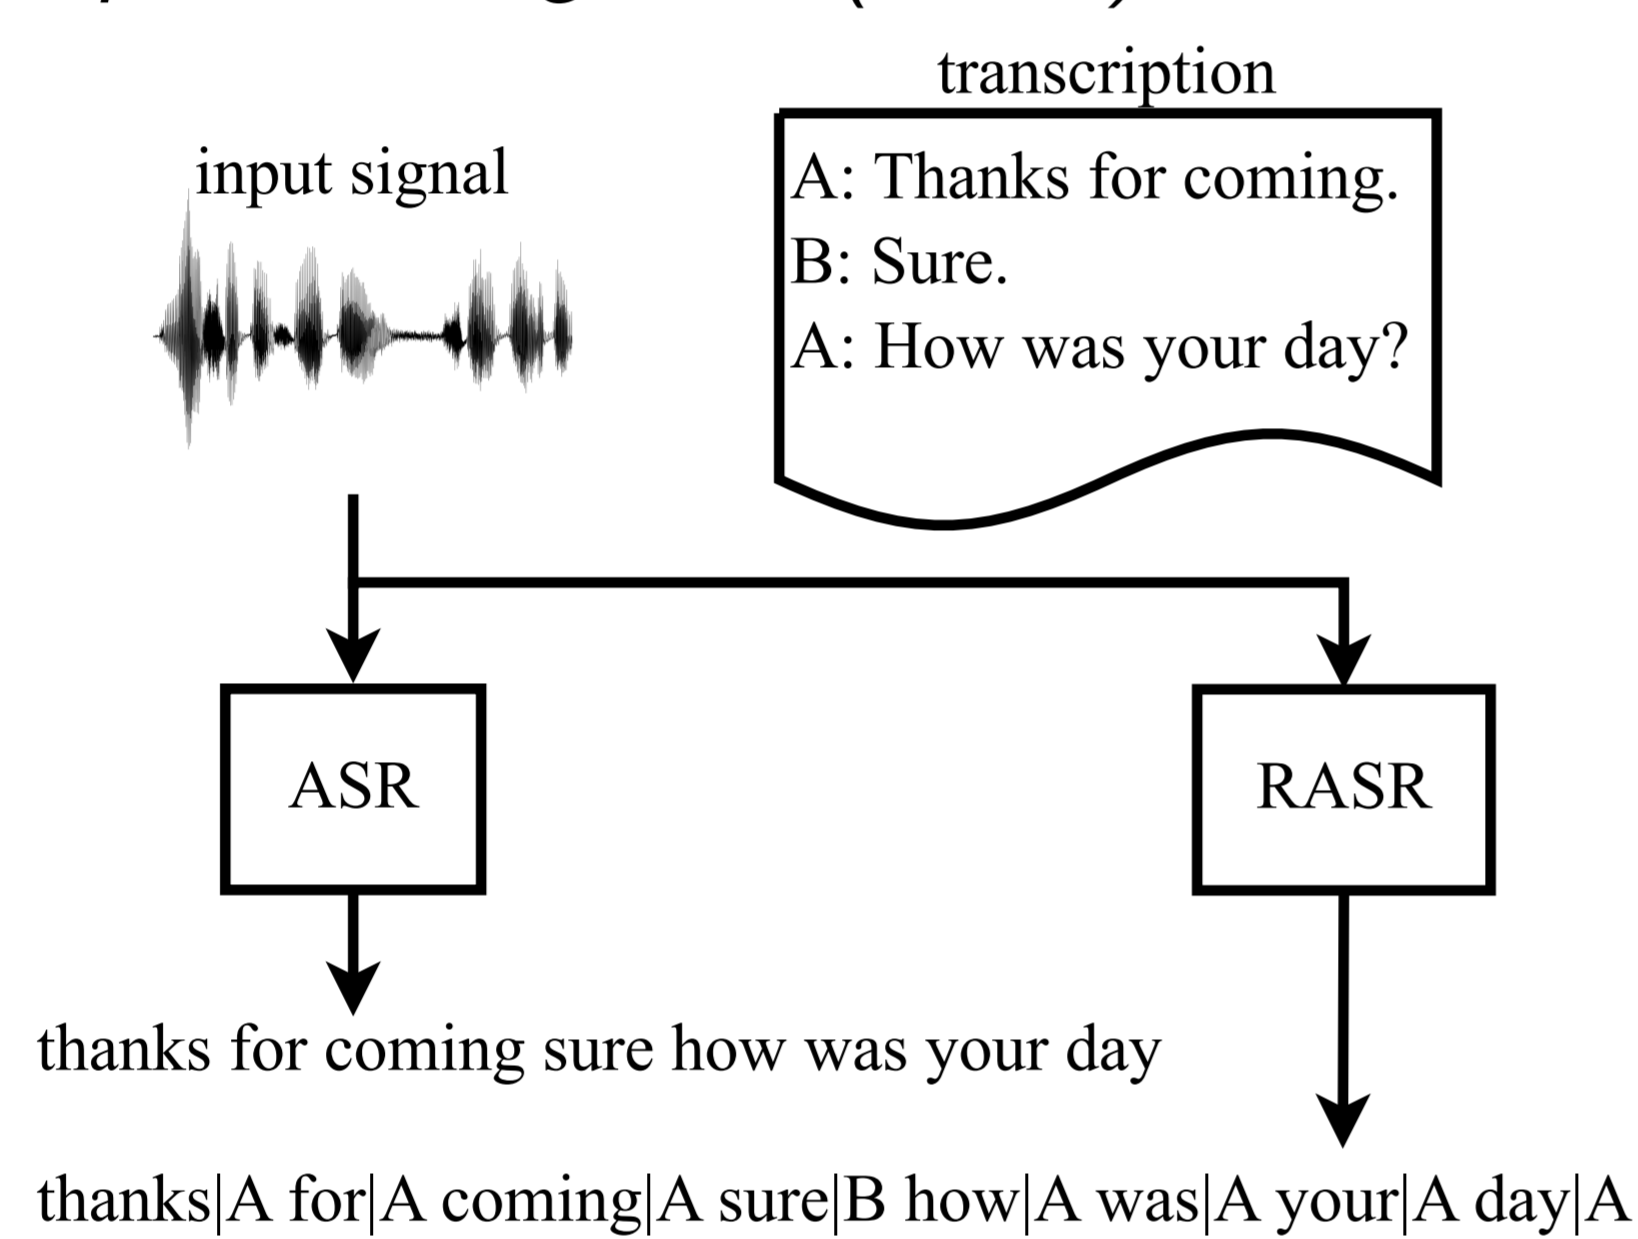 transcription
input signal
A: Thanks for coming.
B: Sure.
A: How was your day?
ASR
RASR
thanks for coming sure how was your day
thanks|A for|A coming|A sure|B how|A was|A your|A day|A